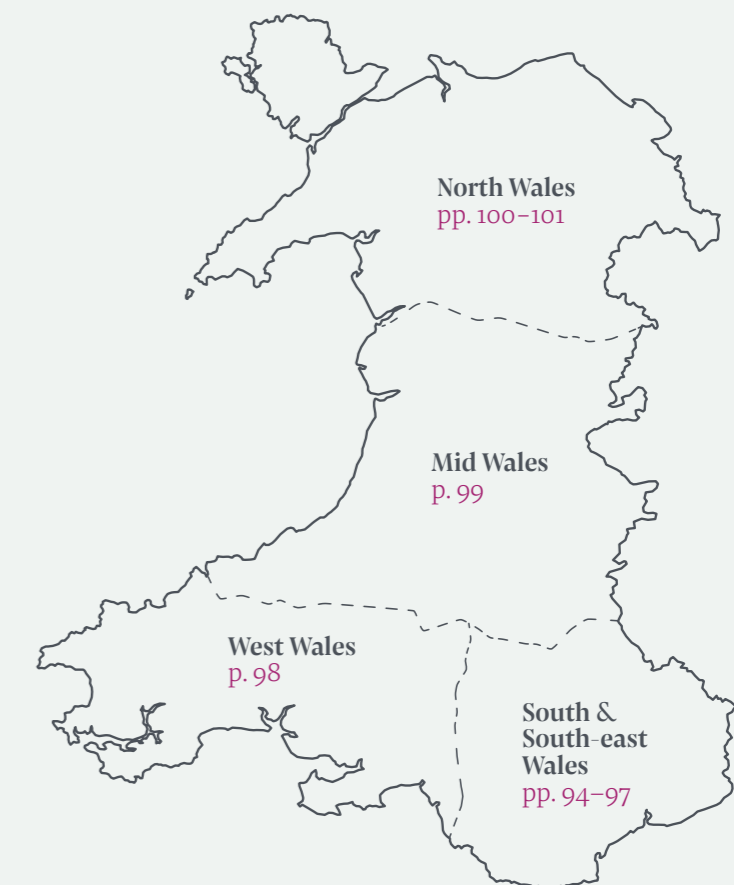 North Wales
pp. 100–101
Mid Wales
p. 99
West Wales
p. 98
South &
South-east
Wales
pp. 94–97